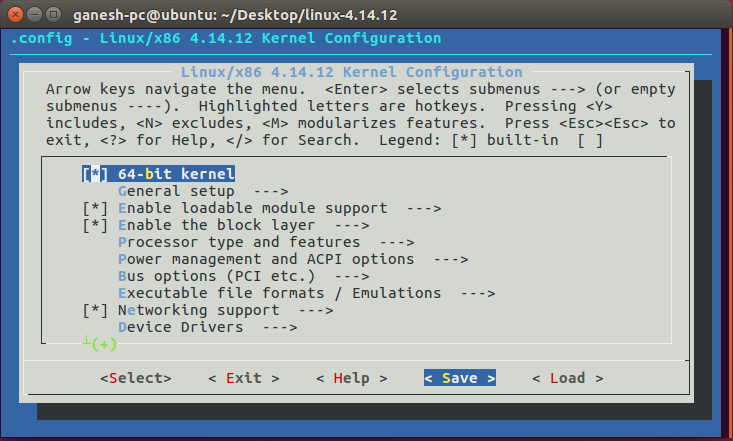 ganesh-pc@ubuntu: ~/Desktop/linux-4.14.12
.config - Linux/x86 4.14.12 Kernel Configuration
Linux/x86 4.14.12 Kernel Configuration
Arrow keys navigate the menu.  <Enter> selects submenus ---> (or empty
submenus ----).  Highlighted letters are hotkeys.  Pressing <Y>
includes, <N> excludes, <M> modularizes features.  Press <Esc><Esc> to
exit, <?> for Help, </> for Search.  Legend: [*] built-in  [ ]
[*] 64-bit kernel
General setup  --->
[*] Enable loadable module support  --->
[*] Enable the block layer  --->
Processor type and features  --->
Power management and ACPI options  --->
Bus options (PCI etc.)  --->
Executable file formats / Emulations  --->
[*] Networking support  --->
Device Drivers  --->
(+)
<Select>    < Exit >    < Help >    < Save >    < Load >